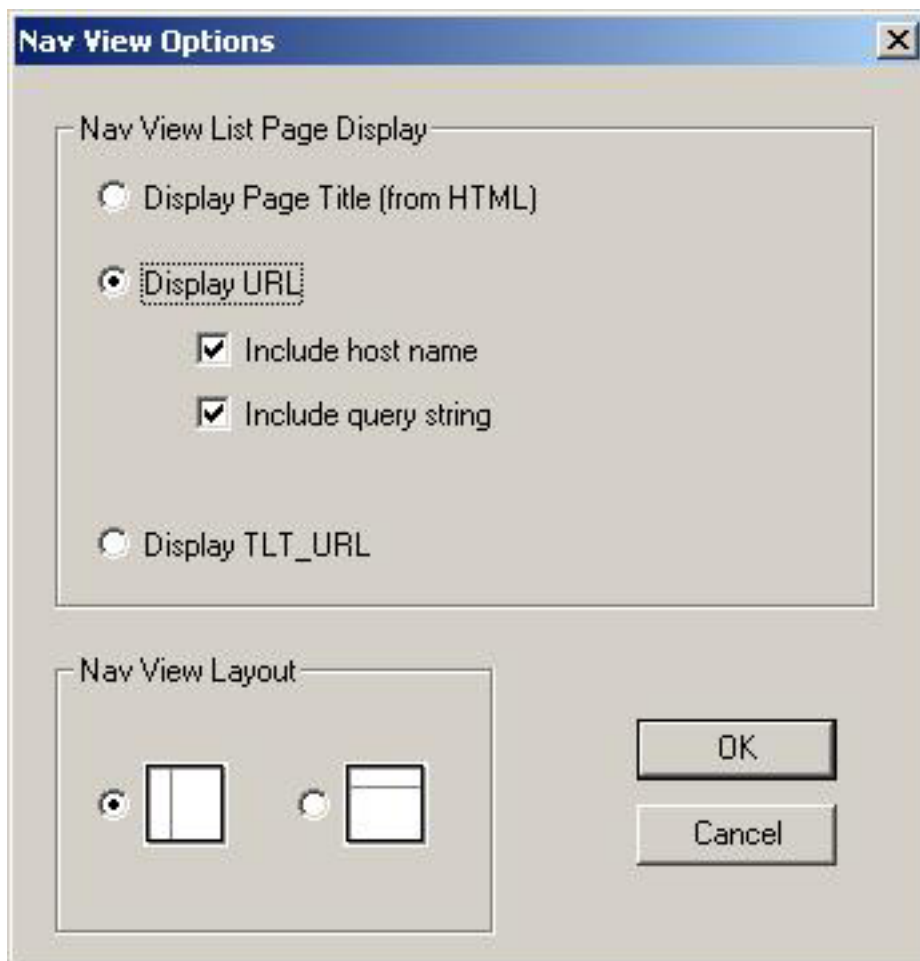 Nav View Options
Nav View List Page Display
Display Page Title (from HTML)
Display URL
Include host name
Include query string
Display TLT_URL
Nav View Layout
OK
Cancel